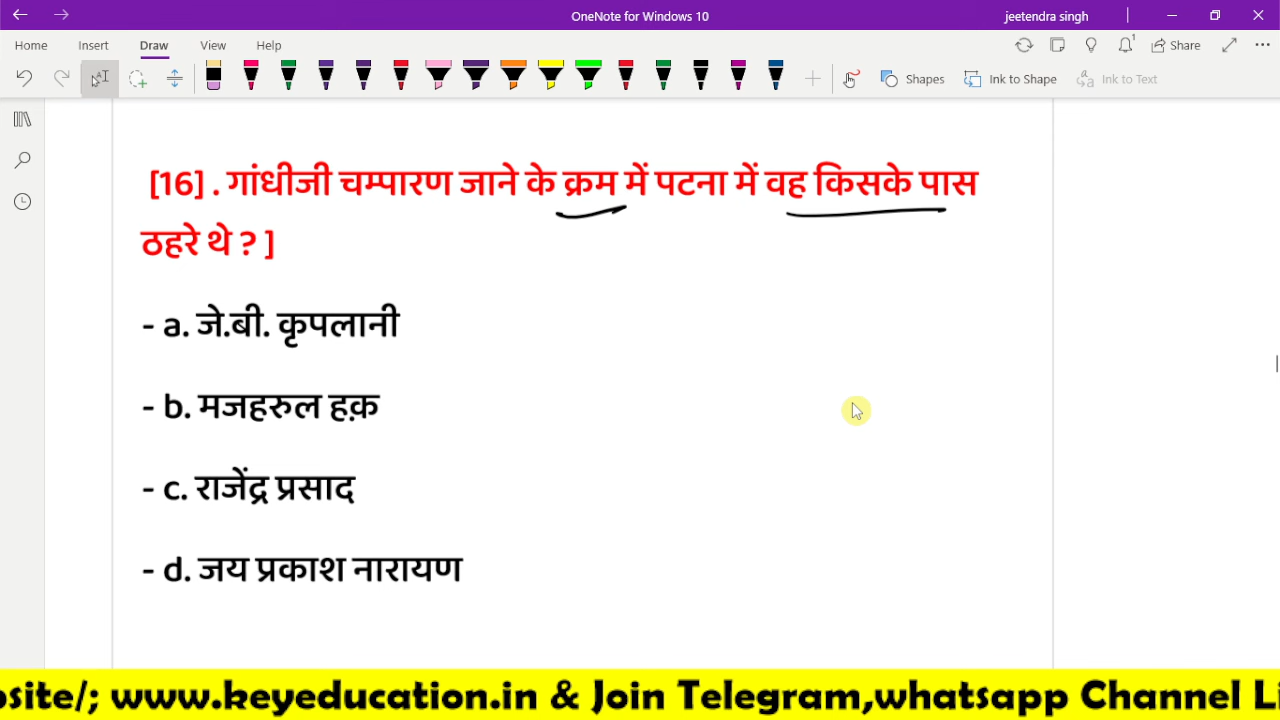 OneNote for Windows 10
jeetendra singh
Home Insert Draw View Help
Share
Shapes Ink to Shape Ink to Text
[16] . गांधीजी चम्पारण जाने के क्रम में पटना में वह किसके पास
ठहरे थे ? ]
- a. जे.बी. कृपलानी
- b. मजहरुल हक़
- c. राजेंद्र प्रसाद
- d. जय प्रकाश नारायण
osite/; www.keyeducation.in & Join Telegram,whatsapp Channel Li